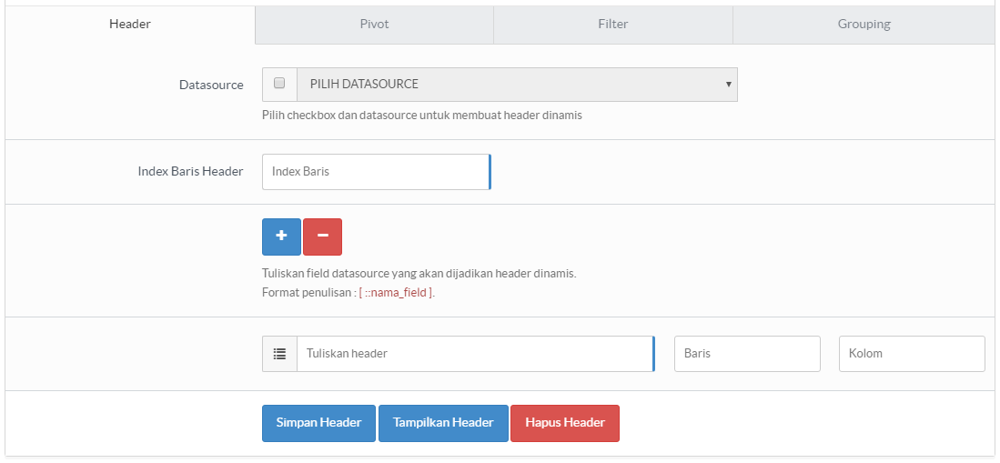 Header Pivot Filter Grouping
Datasource PILIH DATASOURCE
Pilih checkbox dan datasource untuk membuat header dinamis
Index Baris Header Index Baris
Tuliskan field datasource yang akan dijadikan header dinamis.
Format penulisan : [ ::nama_field ].
Tuliskan header Baris Kolom
Simpan Header Tampilkan Header Hapus Header